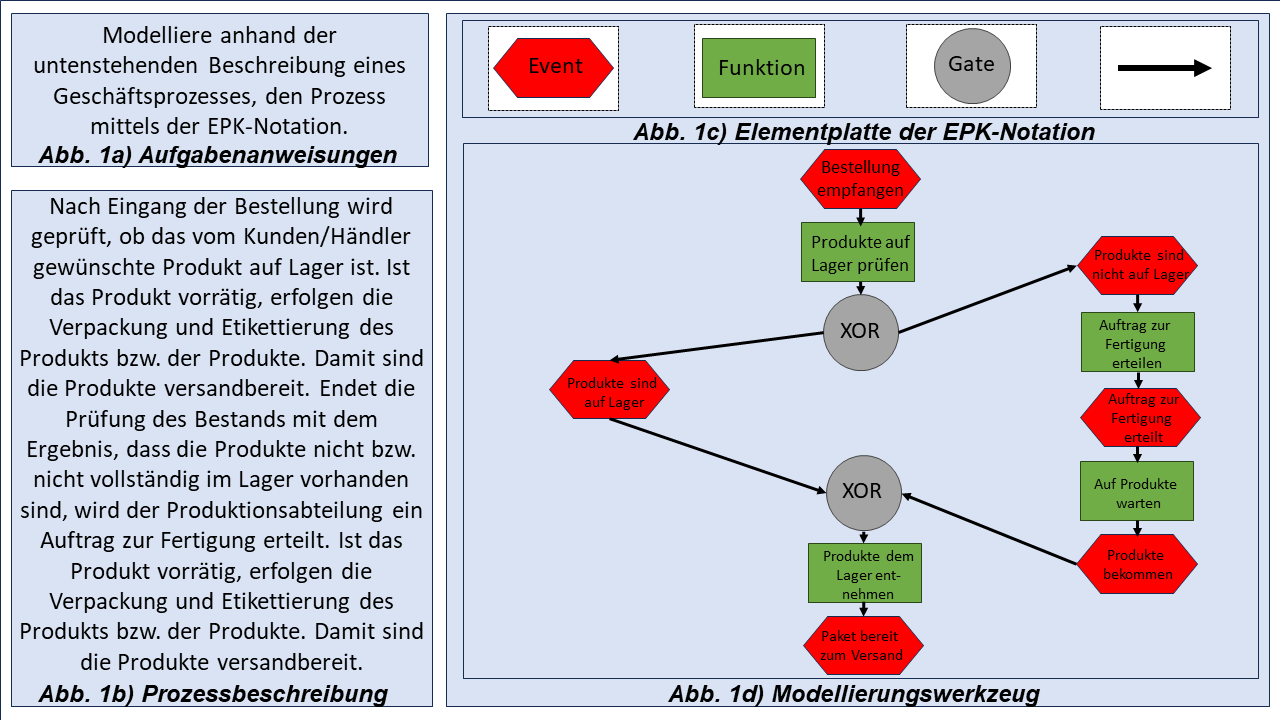 Modelliere anhand der
untenstehenden Beschreibung eines
Geschäftsprozesses, den Prozess
mittels der EPK-Notation.
Abb. 1a) Aufgabenanweisungen
Nach Eingang der Bestellung wird
geprüft, ob das vom Kunden/Händler
gewünschte Produkt auf Lager ist. Ist
das Produkt vorrätig, erfolgen die
Verpackung und Etikettierung des
Produkts bzw. der Produkte. Damit sind
die Produkte versandbereit. Endet die
Prüfung des Bestands mit dem
Ergebnis, dass die Produkte nicht bzw.
nicht vollständig im Lager vorhanden
sind, wird der Produktionsabteilung ein
Auftrag zur Fertigung erteilt. Ist das
Produkt vorrätig, erfolgen die
Verpackung und Etikettierung des
Produkts bzw. der Produkte. Damit sind
die Produkte versandbereit.
Abb. 1b) Prozessbeschreibung
Event
Funktion
Gate
Abb. 1c) Elementplatte der EPK-Notation
Bestellung
empfangen
Produkte auf
Lager prüfen
XOR
Produkte sind
auf Lager
Produkte sind
nicht auf Lager
Auftrag zur
Fertigung
erteilen
Auftrag zur
Fertigung
erteilt
Auf Produkte
warten
Produkte
bekommen
XOR
Produkte dem
Lager ent-
nehmen
Paket bereit
zum Versand
Abb. 1d) Modellierungswerkzeug